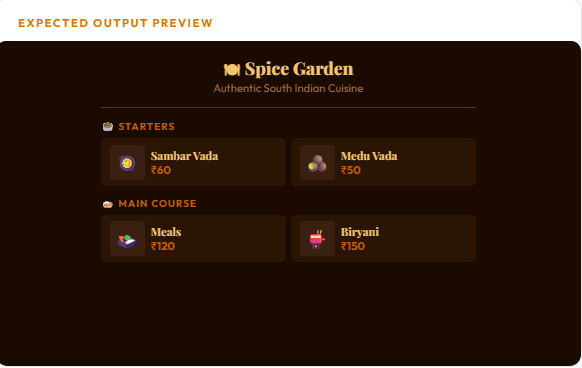 EXPECTED OUTPUT PREVIEW
🍽 Spice Garden
Authentic South Indian Cuisine
STARTERS
Sambar Vada
₹60
Medu Vada
₹50
MAIN COURSE
Meals
₹120
Biryani
₹150